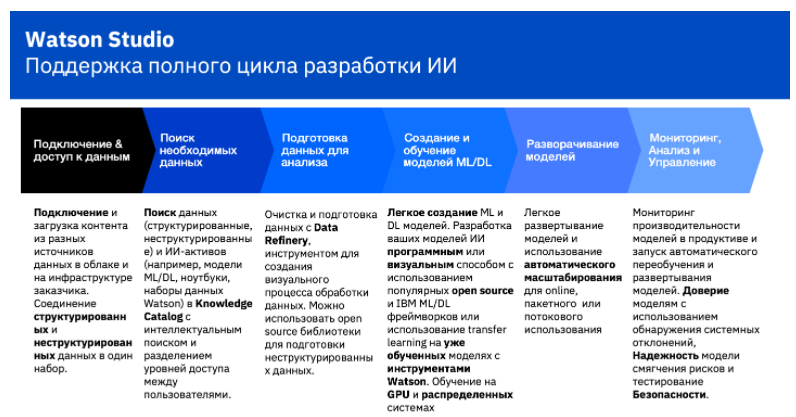 Watson Studio
Поддержка полного цикла разработки ИИ
Подключение &
доступ к данным
Поиск
необходимых
данных
Подготовка
данных для
анализа
Создание и
обучение
моделей ML/DL
Разворачивание
моделей
Мониторинг,
Анализ и
Управление
Подключение и
загрузка контента
из разных
источников
данных в облаке и
на инфраструктуре
заказчика.
Соединение
структурированн
ых и
неструктурирован
ных данных в один
набор.
Поиск данных
(структурированные,
неструктурированны
е) и ИИ-активов
(например, модели
ML/DL, ноутбуки,
наборы данных
Watson) в Knowledge
Catalog с
интеллектуальным
поиском и
разделением
уровней доступа
между
пользователями.
Очистка и подготовка
данных с Data
Refinery,
инструментом для
создания
визуального
процесса обработки
данных. Можно
использовать open
source библиотеки
для подготовки
неструктурированны
х данных.
Легкое создание ML и
DL моделей. Разработка
ваших моделей ИИ
программным или
визуальным способом с
использованием
популярных open source
и IBM ML/DL
фреймворков или
использование transfer
learning на уже
обученных моделях с
инструментами
Watson. Обучение на
GPU и распределенных
системах
Легкое
развертывание
моделей и
использование
автоматического
масштабирования
для online,
пакетного или
потокового
использования
Мониторинг
производительности
моделей в продуктиве и
запуск автоматического
переобучения и
развертывания
моделей. Доверие
моделям с
использованием
обнаружения системных
отклонений,
Надежность модели
смягчения рисков и
тестирование
Безопасности.